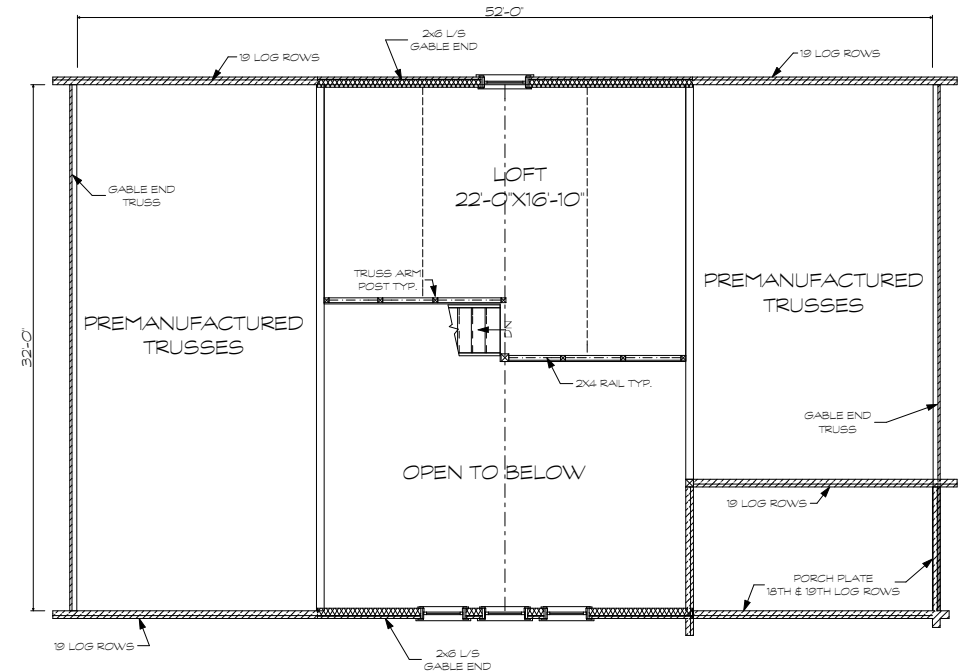 52'-0"
2x6 L/S
GABLE END
19 LOG ROWS
19 LOG ROWS
GABLE END
TRUSS
LOFT
22'-0"X16'-10"
TRUSS ARM
POST TYP.
PREMANUFACTURED
TRUSSES
PREMANUFACTURED
TRUSSES
32'-0"
DN
2X4 RAIL TYP.
GABLE END
TRUSS
OPEN TO BELOW
19 LOG ROWS
PORCH PLATE
18TH & 19TH LOG ROWS
19 LOG ROWS
2x6 L/S
GABLE END